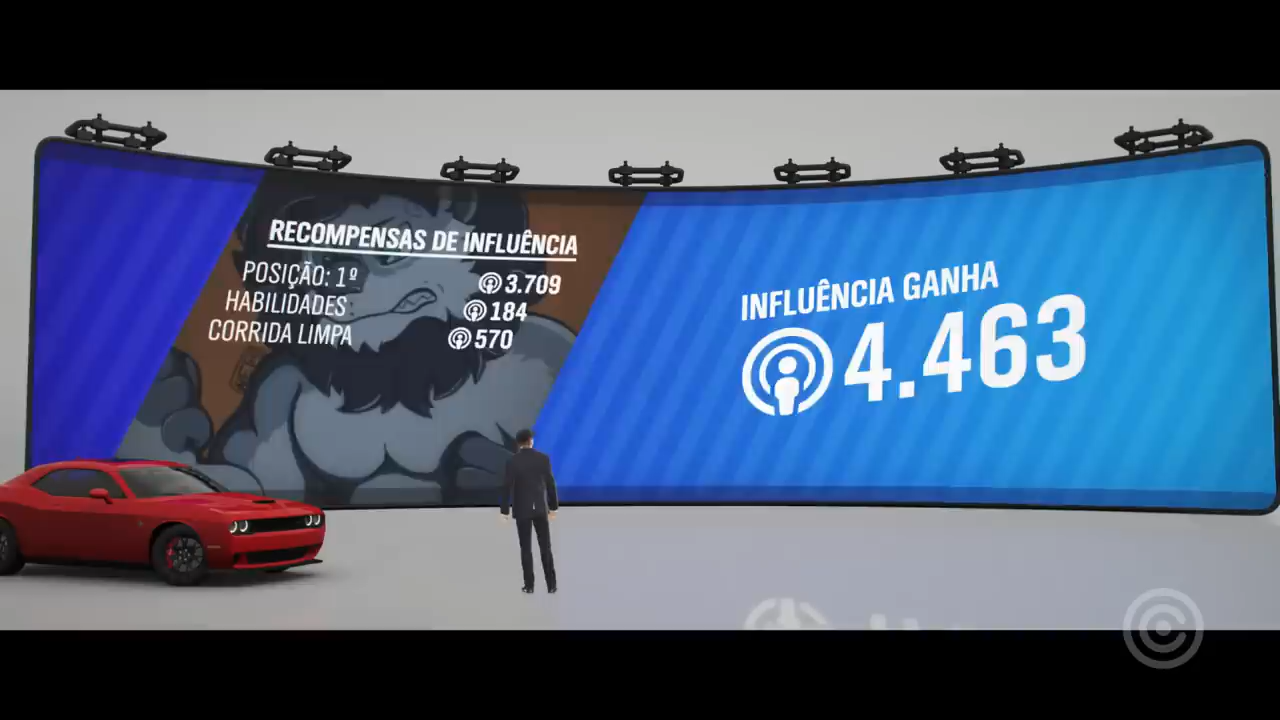 RECOMPENSAS DE INFLUÊNCIA
POSIÇÃO: 1º 3.709
HABILIDADES: 184
CORRIDA LIMPA 570
INFLUÊNCIA GANHA
4.463